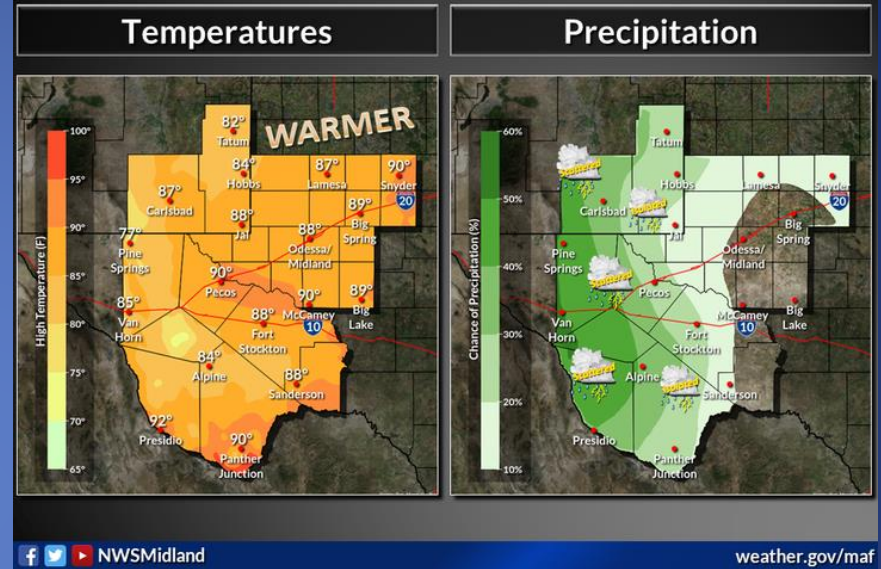 Temperatures
Precipitation
High Temperature (F)
100°
95°
90°
85°
80°
75°
70°
65°
WARMER
82°
Tatum
84°
Hobbs
87°
Lamesa
90°
Snyder
20
87°
Carlsbad
88°
Jal
89°
Big
Spring
88°
Odessa/
Midland
77°
Pine
Springs
90°
Pecos
85°
Van
Horn
88°
Fort
Stockton
90°
McCamey
10
89°
Big
Lake
84°
Alpine
88°
Sanderson
92°
Presidio
90°
Panther
Junction
Chance of Precipitation (%)
60%
50%
40%
30%
20%
10%
Tatum
Scattered
Hobbs
Lamesa
Snyder
20
Carlsbad
Isolated
Jal
Big
Spring
Odessa/
Midland
Pine
Springs
Scattered
Pecos
Van
Horn
McCamey
10
Big
Lake
Fort
Stockton
Scattered
Alpine
Isolated
Sanderson
Presidio
Panther
Junction
NWSMidland
weather.gov/maf